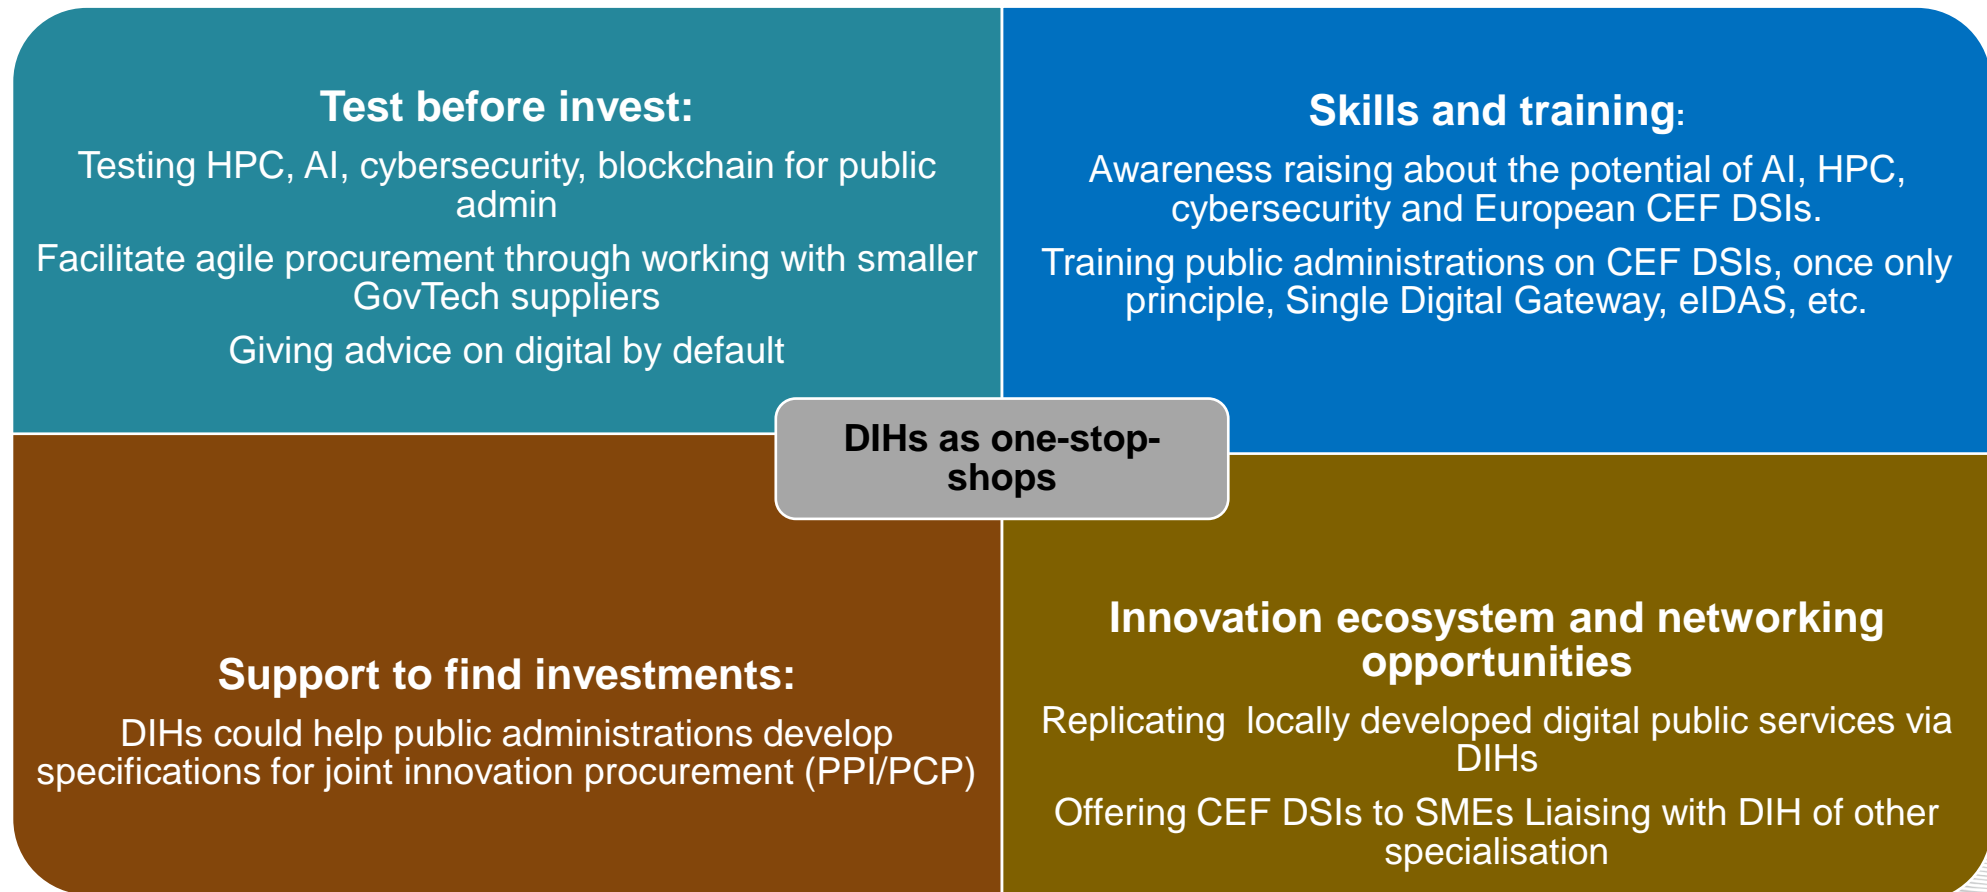 Test before invest:
Testing HPC, AI, cybersecurity, blockchain for public
admin
Facilitate agile procurement through working with smaller
GovTech suppliers
Giving advice on digital by default
Skills and training:
Awareness raising about the potential of AI, HPC,
cybersecurity and European CEF DSIs.
Training public administrations on CEF DSIs, once only
principle, Single Digital Gateway, eIDAS, etc.
DIHs as one-stop-
shops
Support to find investments:
DIHs could help public administrations develop
specifications for joint innovation procurement (PPI/PCP)
Innovation ecosystem and networking
opportunities
Replicating  locally developed digital public services via
DIHs
Offering CEF DSIs to SMEs Liaising with DIH of other
specialisation